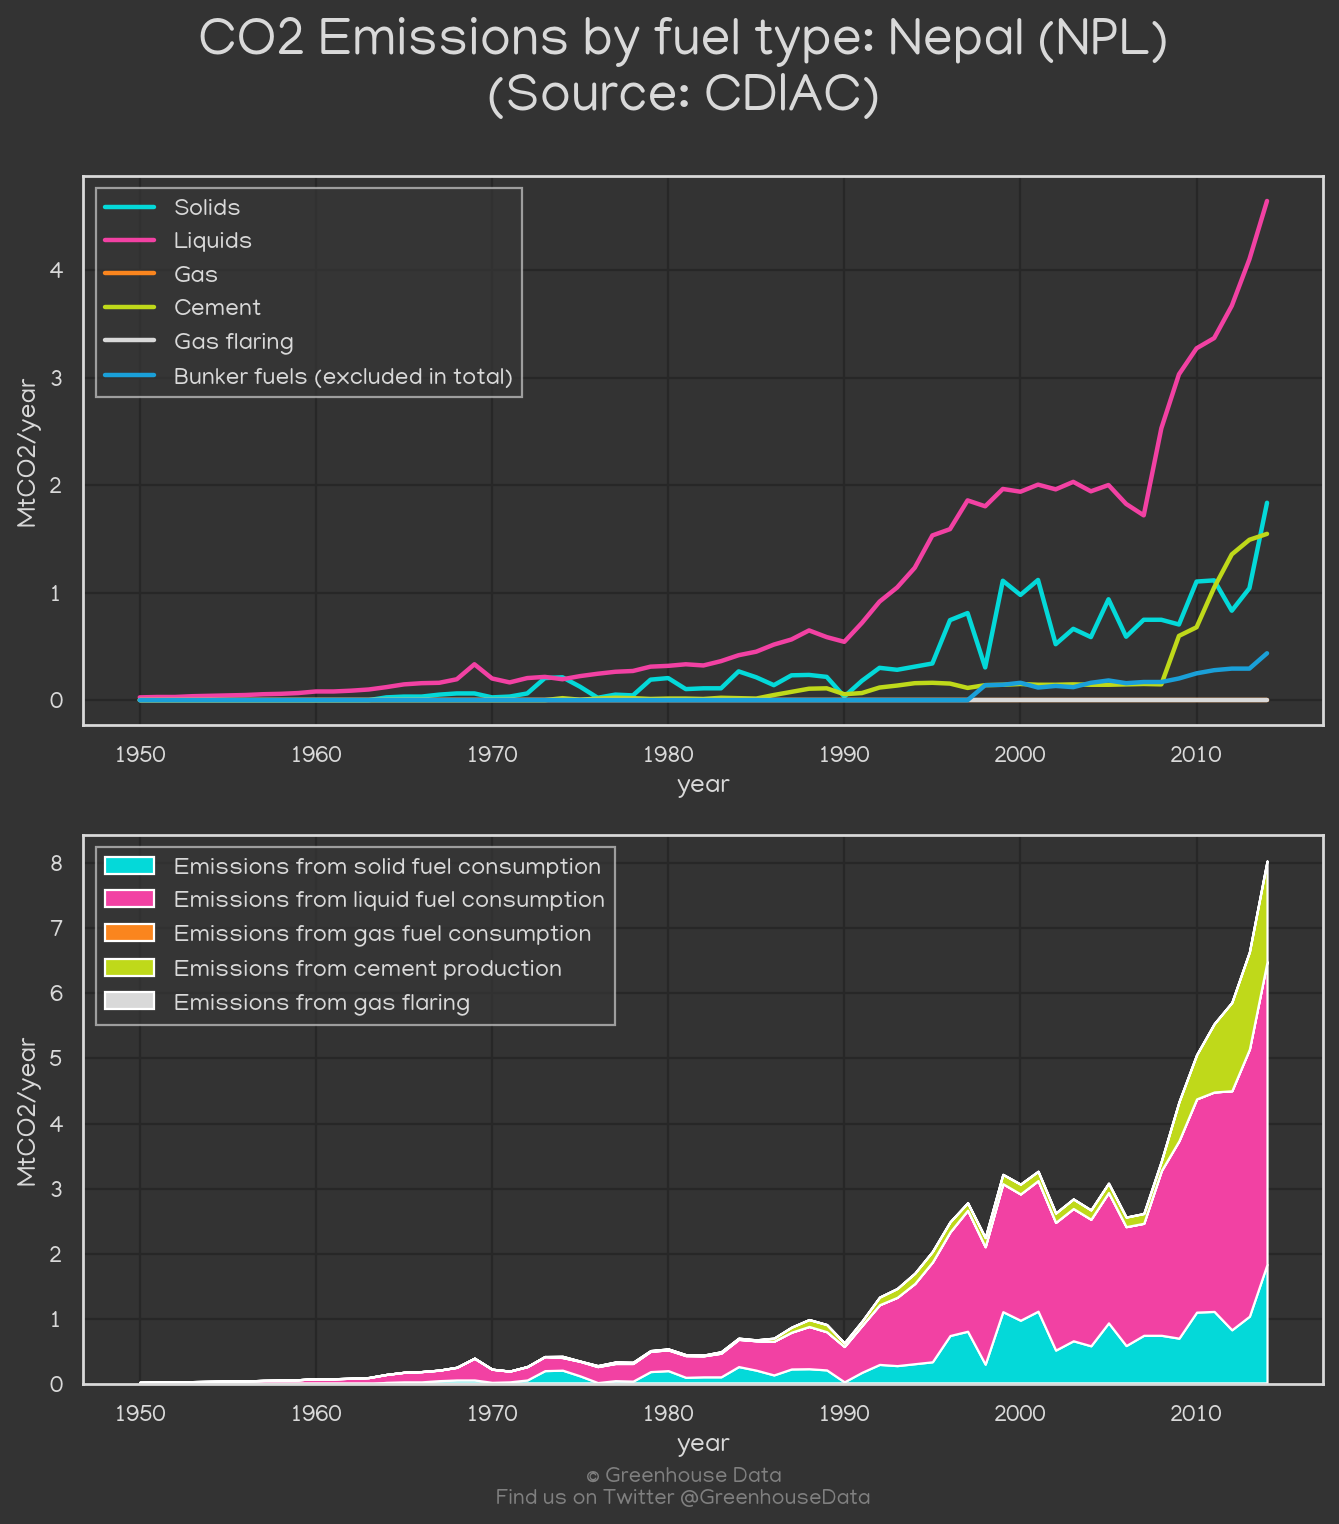 CO2 Emissions by fuel type: Nepal (NPL)
(Source: CDIAC)
Solids
Liquids
Gas
Cement
Gas flaring
Bunker fuels (excluded in total)
MtCO2/year
4
3
2
1
0
1950 1960 1970 1980 1990 2000 2010
year
Emissions from solid fuel consumption
Emissions from liquid fuel consumption
Emissions from gas fuel consumption
Emissions from cement production
Emissions from gas flaring
MtCO2/year
8
7
6
5
4
3
2
1
0
1950 1960 1970 1980 1990 2000 2010
year
© Greenhouse Data
Find us on Twitter @GreenhouseData